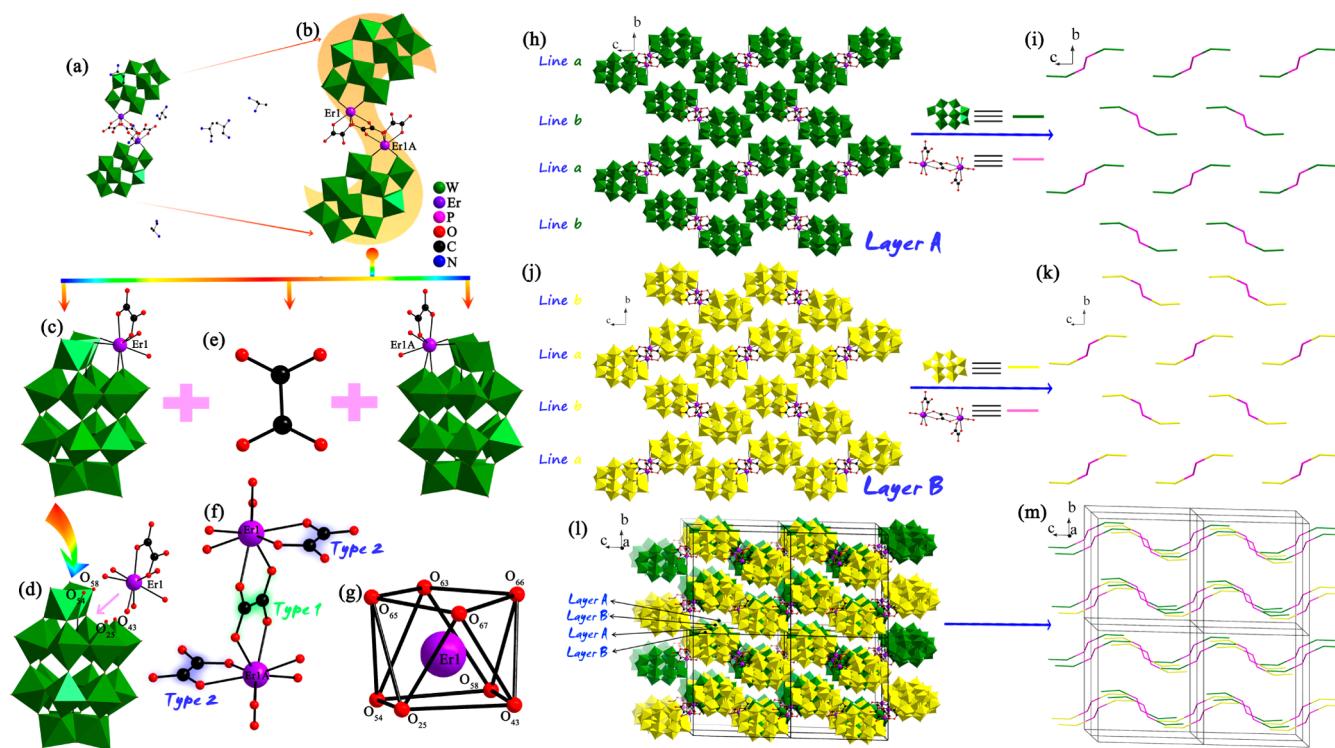 (a)
(b)
Er1
Er1A
W
Er
P
O
C
N
(c)
Er1
(e)
Er1A
(d)
O58
O25
O43
Er1
(f)
Er1
Type 2
Type 1
Er1A
Type 2
(g)
O63
O66
O65
O67
Er1
O58
O54
O25
O43
(h)
b
c
Line a
Line b
Line a
Line b
Layer A
(i)
b
c
(j)
b
c
Line b
Line a
Line b
Line a
Layer B
(k)
b
c
(l)
b
c
a
Layer A
Layer B
Layer A
Layer B
(m)
b
c
a